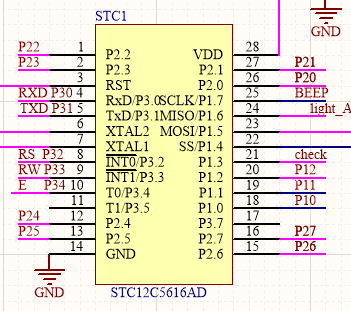 STC1
GND
P22 1 P2.2 VDD 28
P23 2 P2.3 P2.1 27 P21
3 RST P2.0 26 P20
RXD P30 4 RxD/P3.0 SCLK/P1.7 25 BEEP
TXD P31 5 TxD/P3.1 MISO/P1.6 24 light_A
6 XTAL2 MOSI/P1.5 23
7 XTAL1 SS/P1.4 22
RS P32 8 INT0/P3.2 P1.3 21 check
RW P33 9 INT1/P3.3 P1.2 20 P12
E P34 10 T0/P3.4 P1.1 19 P11
11 T1/P3.5 P1.0 18 P10
P24 12 P2.4 P3.7 17
P25 13 P2.5 P2.7 16 P27
14 GND P2.6 15 P26
GND
STC12C5616AD